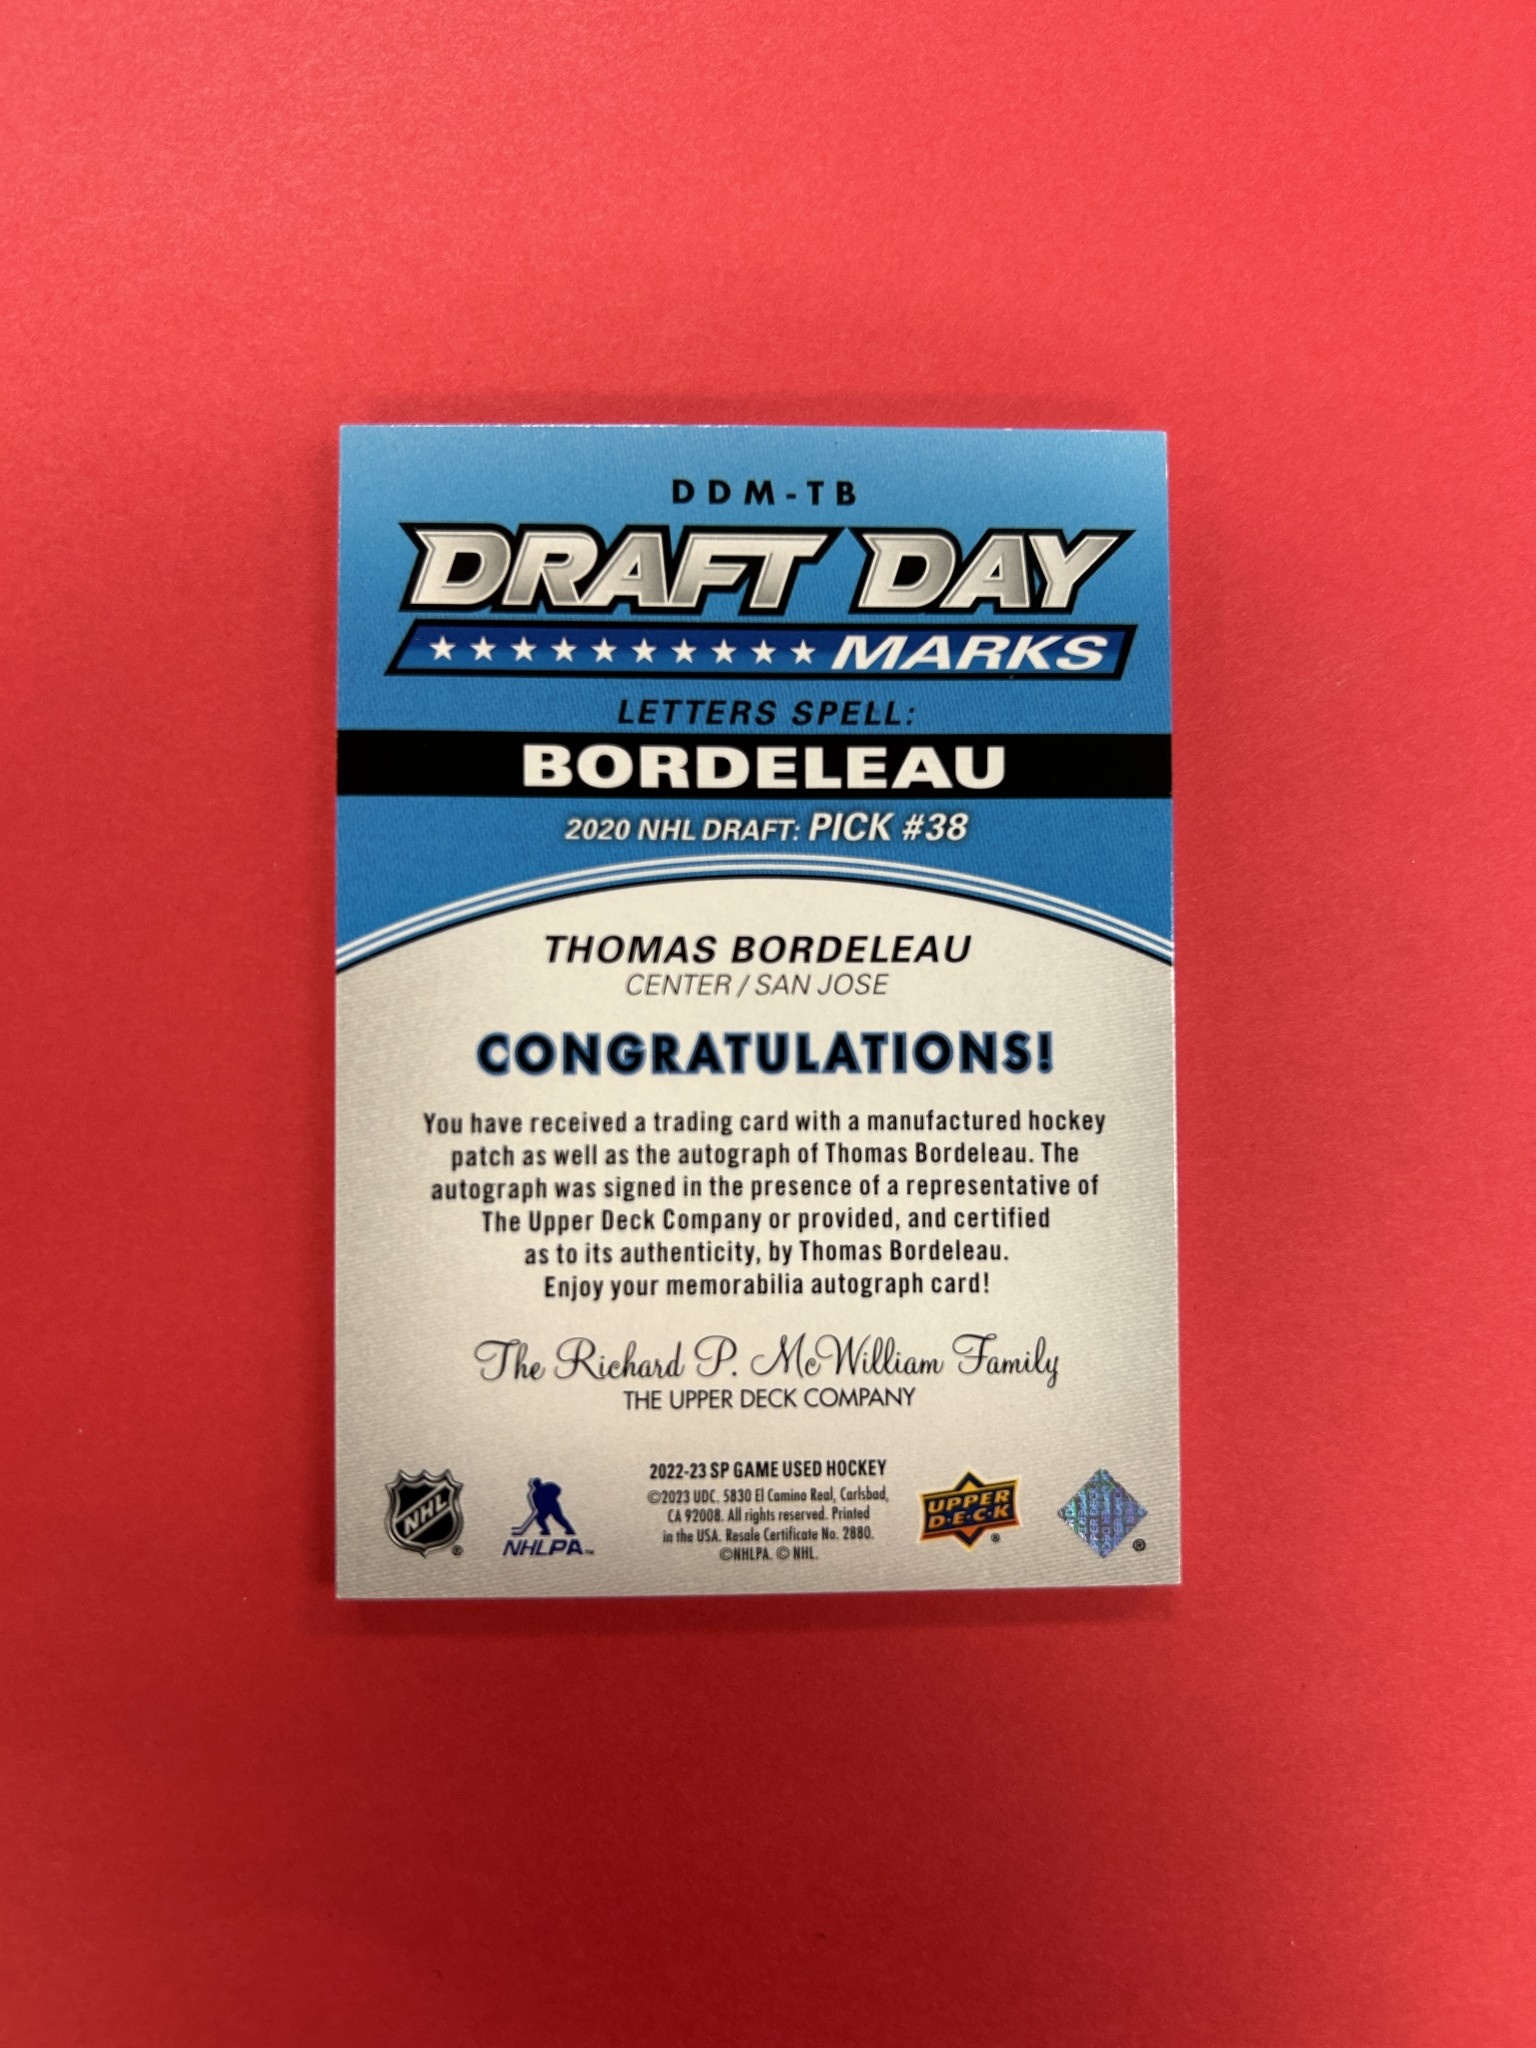 DDM-TB
DRAFT DAY
MARKS
LETTERS SPELL:
BORDELEAU
2020 NHL DRAFT: PICK #38
THOMAS BORDELEAU
CENTER / SAN JOSE
CONGRATULATIONS!
You have received a trading card with a manufactured hockey
patch as well as the autograph of Thomas Bordeleau. The
autograph was signed in the presence of a representative of
The Upper Deck Company or provided, and certified
as to its authenticity, by Thomas Bordeleau.
Enjoy your memorabilia autograph card!
The Richard P. McWilliam Family
THE UPPER DECK COMPANY
2022-23 SP GAME USED HOCKEY
©2023 UDC. 5830 El Camino Real, Carlsbad,
CA 92008. All rights reserved. Printed
in the USA. Resale Certificate No. 2880.
©NHLPA. © NHL.
NHL ®
NHLPA™
UPPER
D·E·C·K ®
®